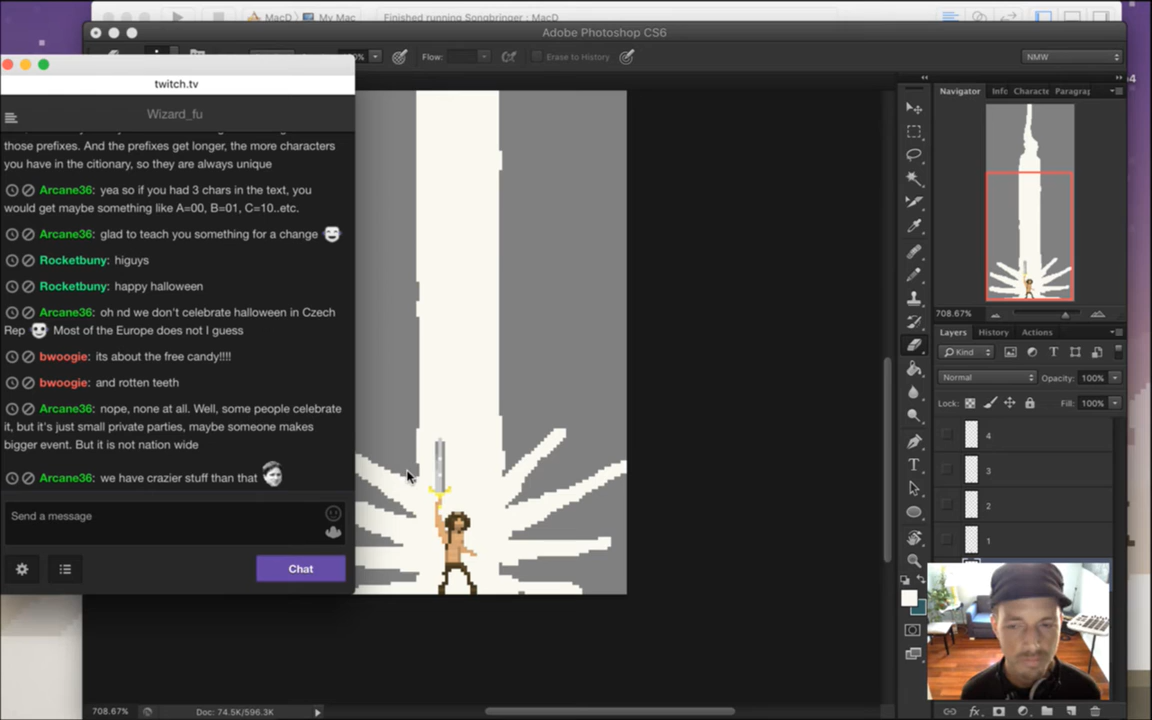 MacD
My Mac
Finished running Songbringer : MacD
Adobe Photoshop CS6
Flow:
Erase to History
NMW
twitch.tv
Wizard_fu
those prefixes. And the prefixes get longer, the more characters
you have in the citionary, so they are always unique
Arcane36: yea so if you had 3 chars in the text, you
would get maybe something like A=00, B=01, C=10..etc.
Arcane36: glad to teach you something for a change
Rocketbuny: higuys
Rocketbuny: happy halloween
Arcane36: oh nd we don't celebrate halloween in Czech
Rep Most of the Europe does not I guess
bwoogie: its about the free candy!!!!
bwoogie: and rotten teeth
Arcane36: nope, none at all. Well, some people celebrate
it, but it's just small private parties, maybe someone makes
bigger event. But it is not nation wide
Arcane36: we have crazier stuff than that
Send a message
Chat
Navigator Info Characte Paragra
708.67%
Layers History Actions
Kind
Normal Opacity: 100%
Lock: Fill: 100%
4
3
2
1
708.67% Doc: 74.5K/596.3K